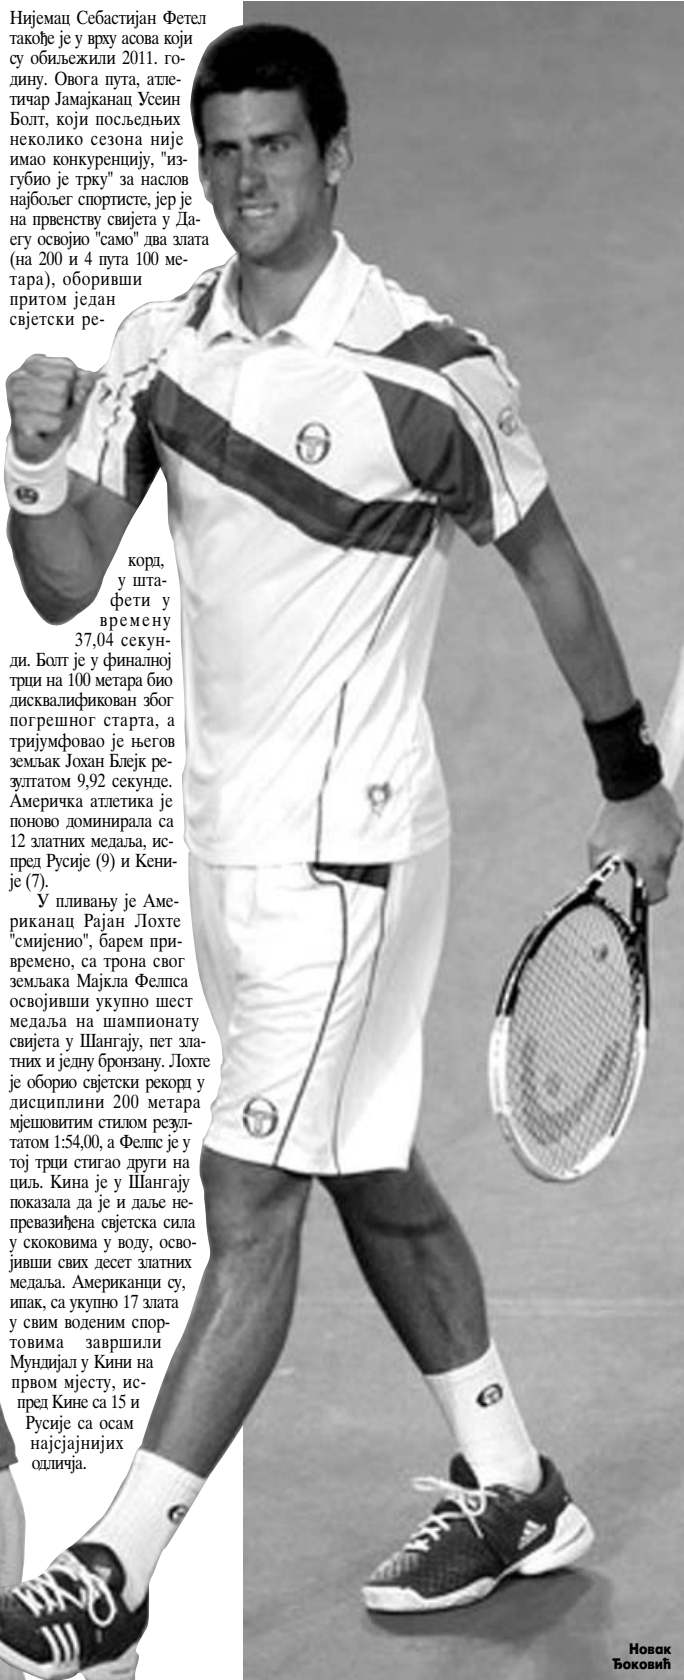 Нијемац Себастијан Фетел
такође је у врху асова који
су обиљежили 2011. го-
дину. Овога пута, атле-
тичар Јамајканац Усеин
Болт, који посљедњих
неколико сезона није
имао конкуренцију, "из-
губио је трку" за наслов
најбољег спортисте, јер је
на првенству свијета у Да-
егу освојио "само" два злата
(на 200 и 4 пута 100 ме-
тара), оборивши
притом један
свјетски ре-
корд,
у шта-
фети у
времену
37,04 секун-
ди. Болт је у финалној
трци на 100 метара био
дисквалификован због
погрешног старта, а
тријумфовао је његов
земљак Јохан Блејк ре-
зултатом 9,92 секунде.
Америчка атлетика је
поново доминирала са
12 златних медаља, ис-
пред Русије (9) и Кени-
је (7).
У пливању је Аме-
риканац Рајан Лохте
"смијенио", барем при-
времено, са трона свог
земљака Мајкла Фелпса
освојивши укупно шест
медаља на шампионату
свијета у Шангају, пет зла-
тних и једну бронзану. Лохте
је оборио свјетски рекорд у
дисциплини 200 метара
мјешовитим стилом резул-
татом 1:54,00, а Фелпс је у
тој трци стигао други на
циљ. Кина је у Шангају
показала да је и даље не-
превазиђена свјетска сила
у скоковима у воду, осво-
јивши свих десет златних
медаља. Американци су,
ипак, са укупно 17 злата
у свим воденим спор-
товима завршили
Мундијал у Кини на
првом мјесту, ис-
пред Кине са 15 и
Русије са осам
најсјајнијих
одличја.
Новак
Ђоковић